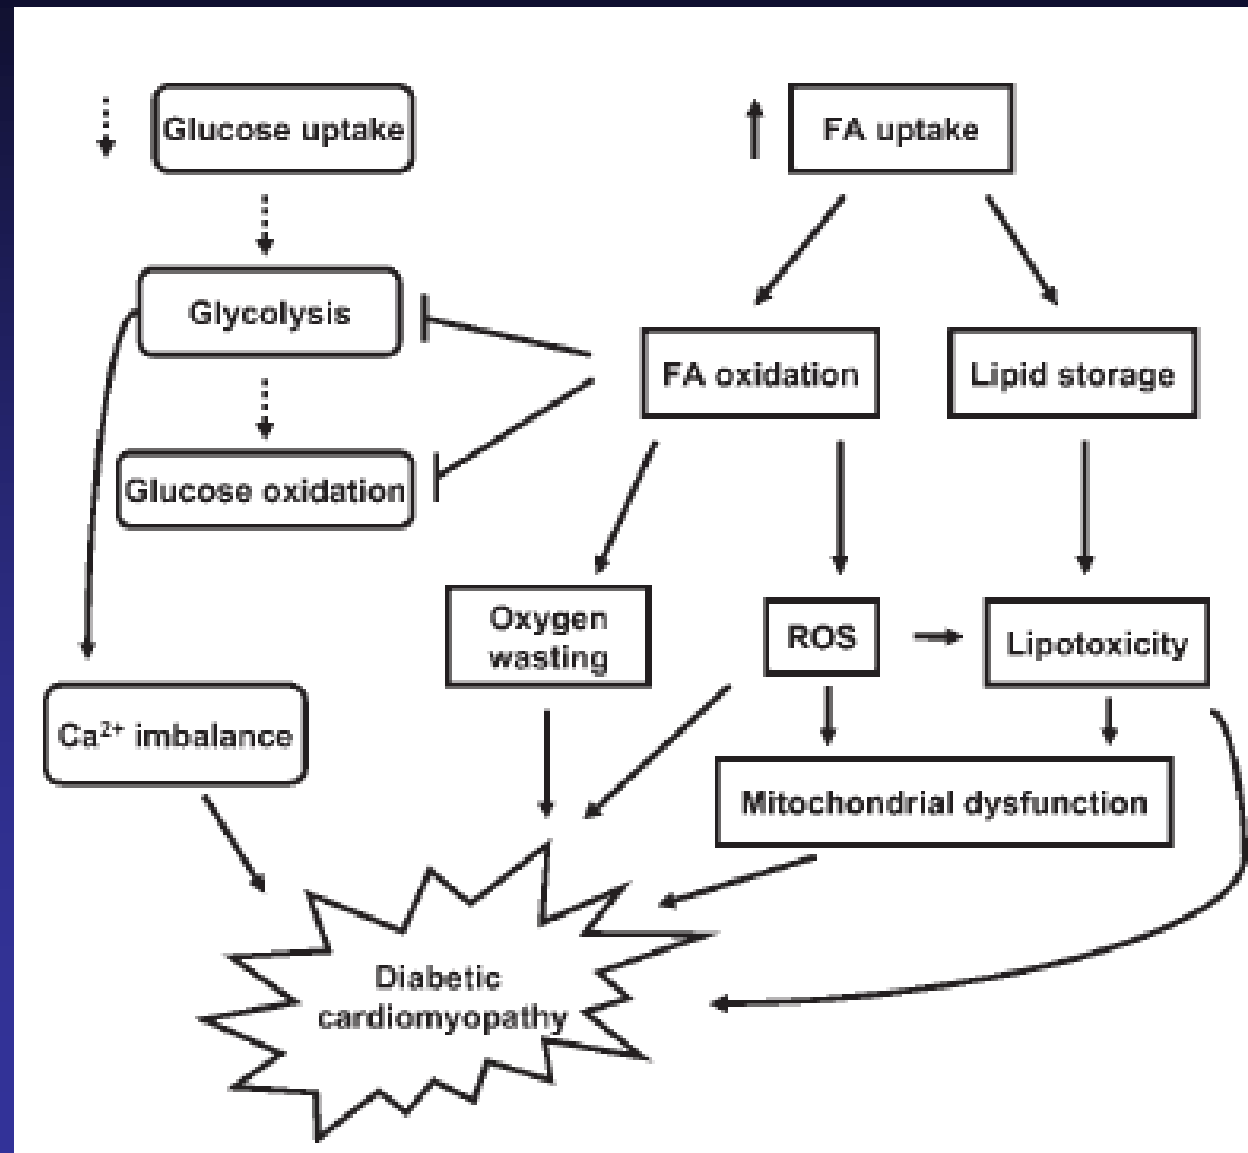 Glucose uptake
FA uptake
Glycolysis
FA oxidation
Lipid storage
Glucose oxidation
Oxygen
wasting
ROS
Lipotoxicity
Ca²⁺ imbalance
Mitochondrial dysfunction
Diabetic
cardiomyopathy